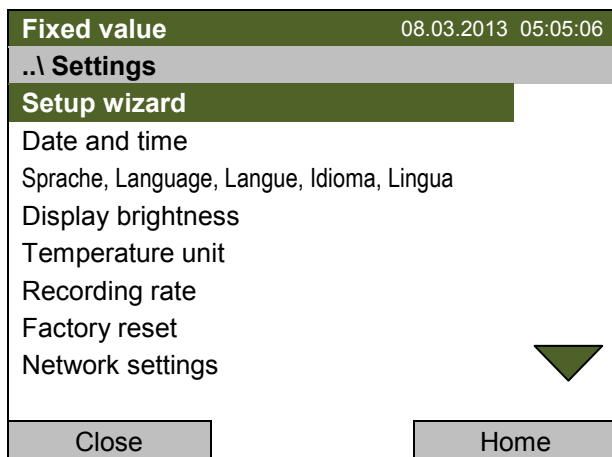 Fixed value 08.03.2013 05:05:06
..\ Settings
Setup wizard
Date and time
Sprache, Language, Langue, Idioma, Lingua
Display brightness
Temperature unit
Recording rate
Factory reset
Network settings
Close Home